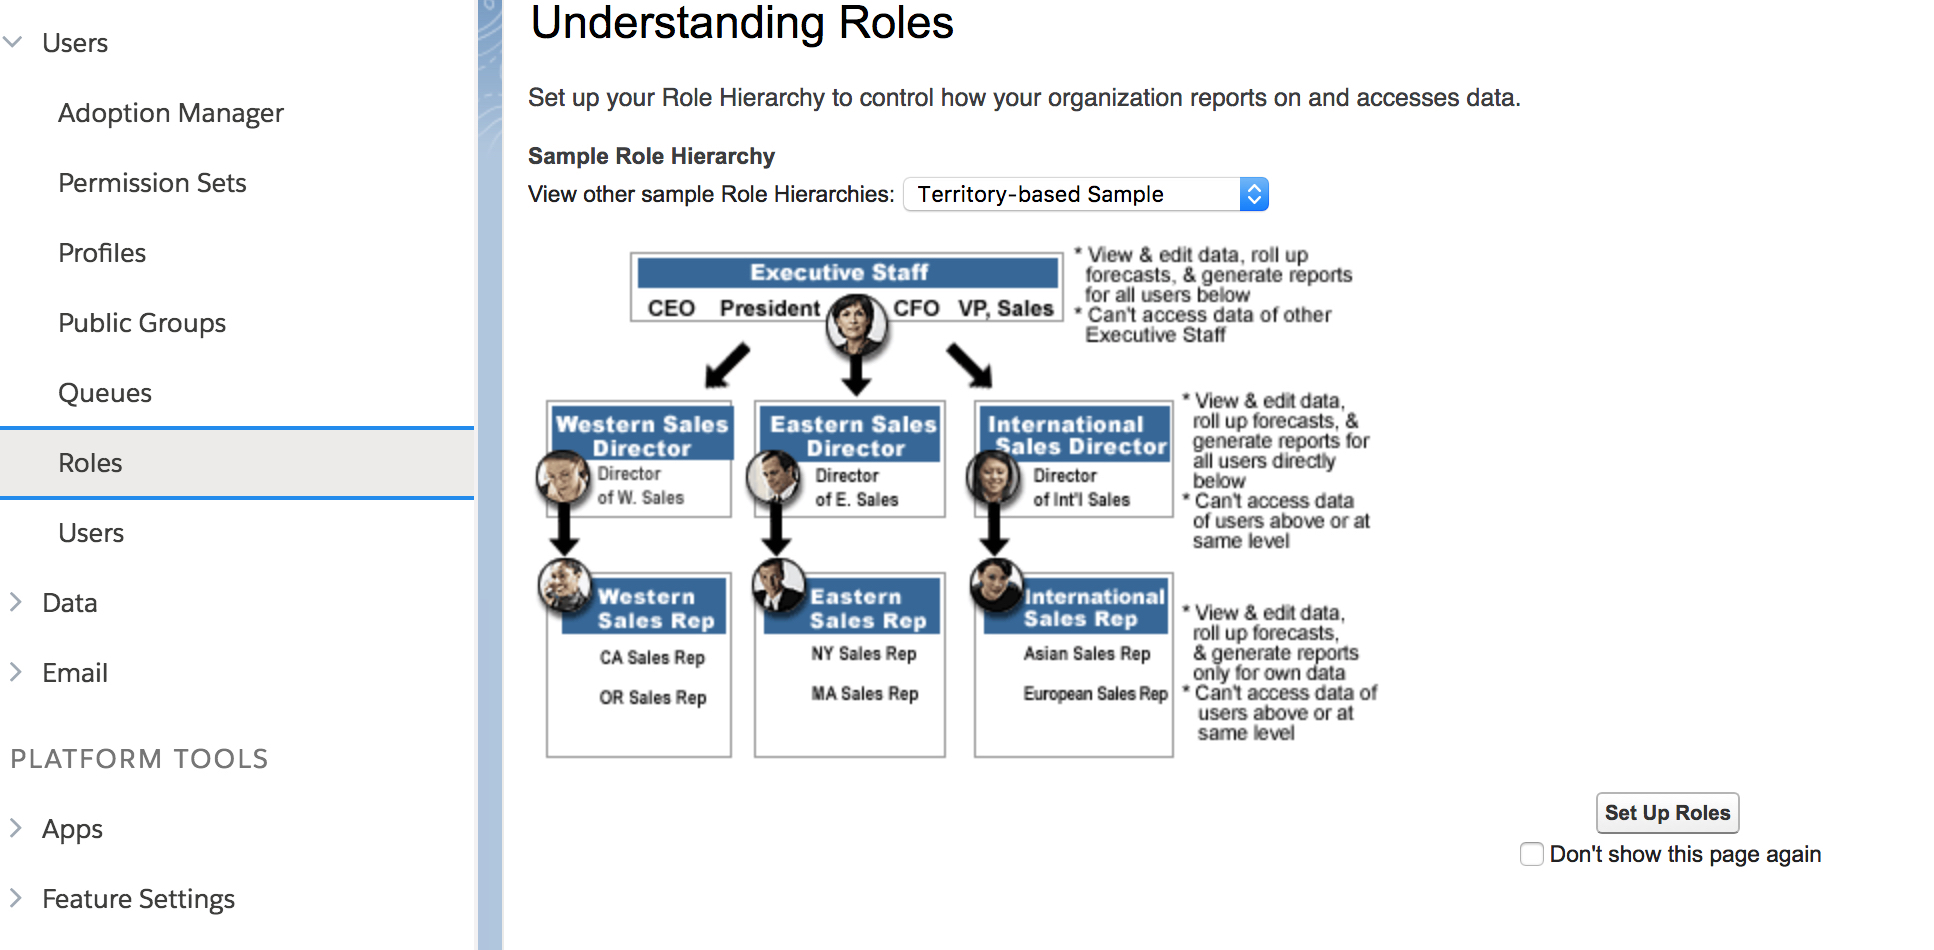 Users
Adoption Manager
Permission Sets
Profiles
Public Groups
Queues
Roles
Users
Data
Email
PLATFORM TOOLS
Apps
Feature Settings
Understanding Roles
Set up your Role Hierarchy to control how your organization reports on and accesses data.
Sample Role Hierarchy
View other sample Role Hierarchies: Territory-based Sample
Executive Staff
CEO President CFO VP, Sales
* View & edit data, roll up
forecasts, & generate reports
for all users below
* Can't access data of other
Executive Staff
Western Sales
Director
Director
of W. Sales
Eastern Sales
Director
Director
of E. Sales
International
Sales Director
Director
of Int'l Sales
* View & edit data,
roll up forecasts, &
generate reports for
all users directly
below
* Can't access data
of users above or at
same level
Western
Sales Rep
CA Sales Rep
OR Sales Rep
Eastern
Sales Rep
NY Sales Rep
MA Sales Rep
International
Sales Rep
Asian Sales Rep
European Sales Rep
* View & edit data,
roll up forecasts,
& generate reports
only for own data
* Can't access data of
users above or at
same level
Set Up Roles
Don't show this page again